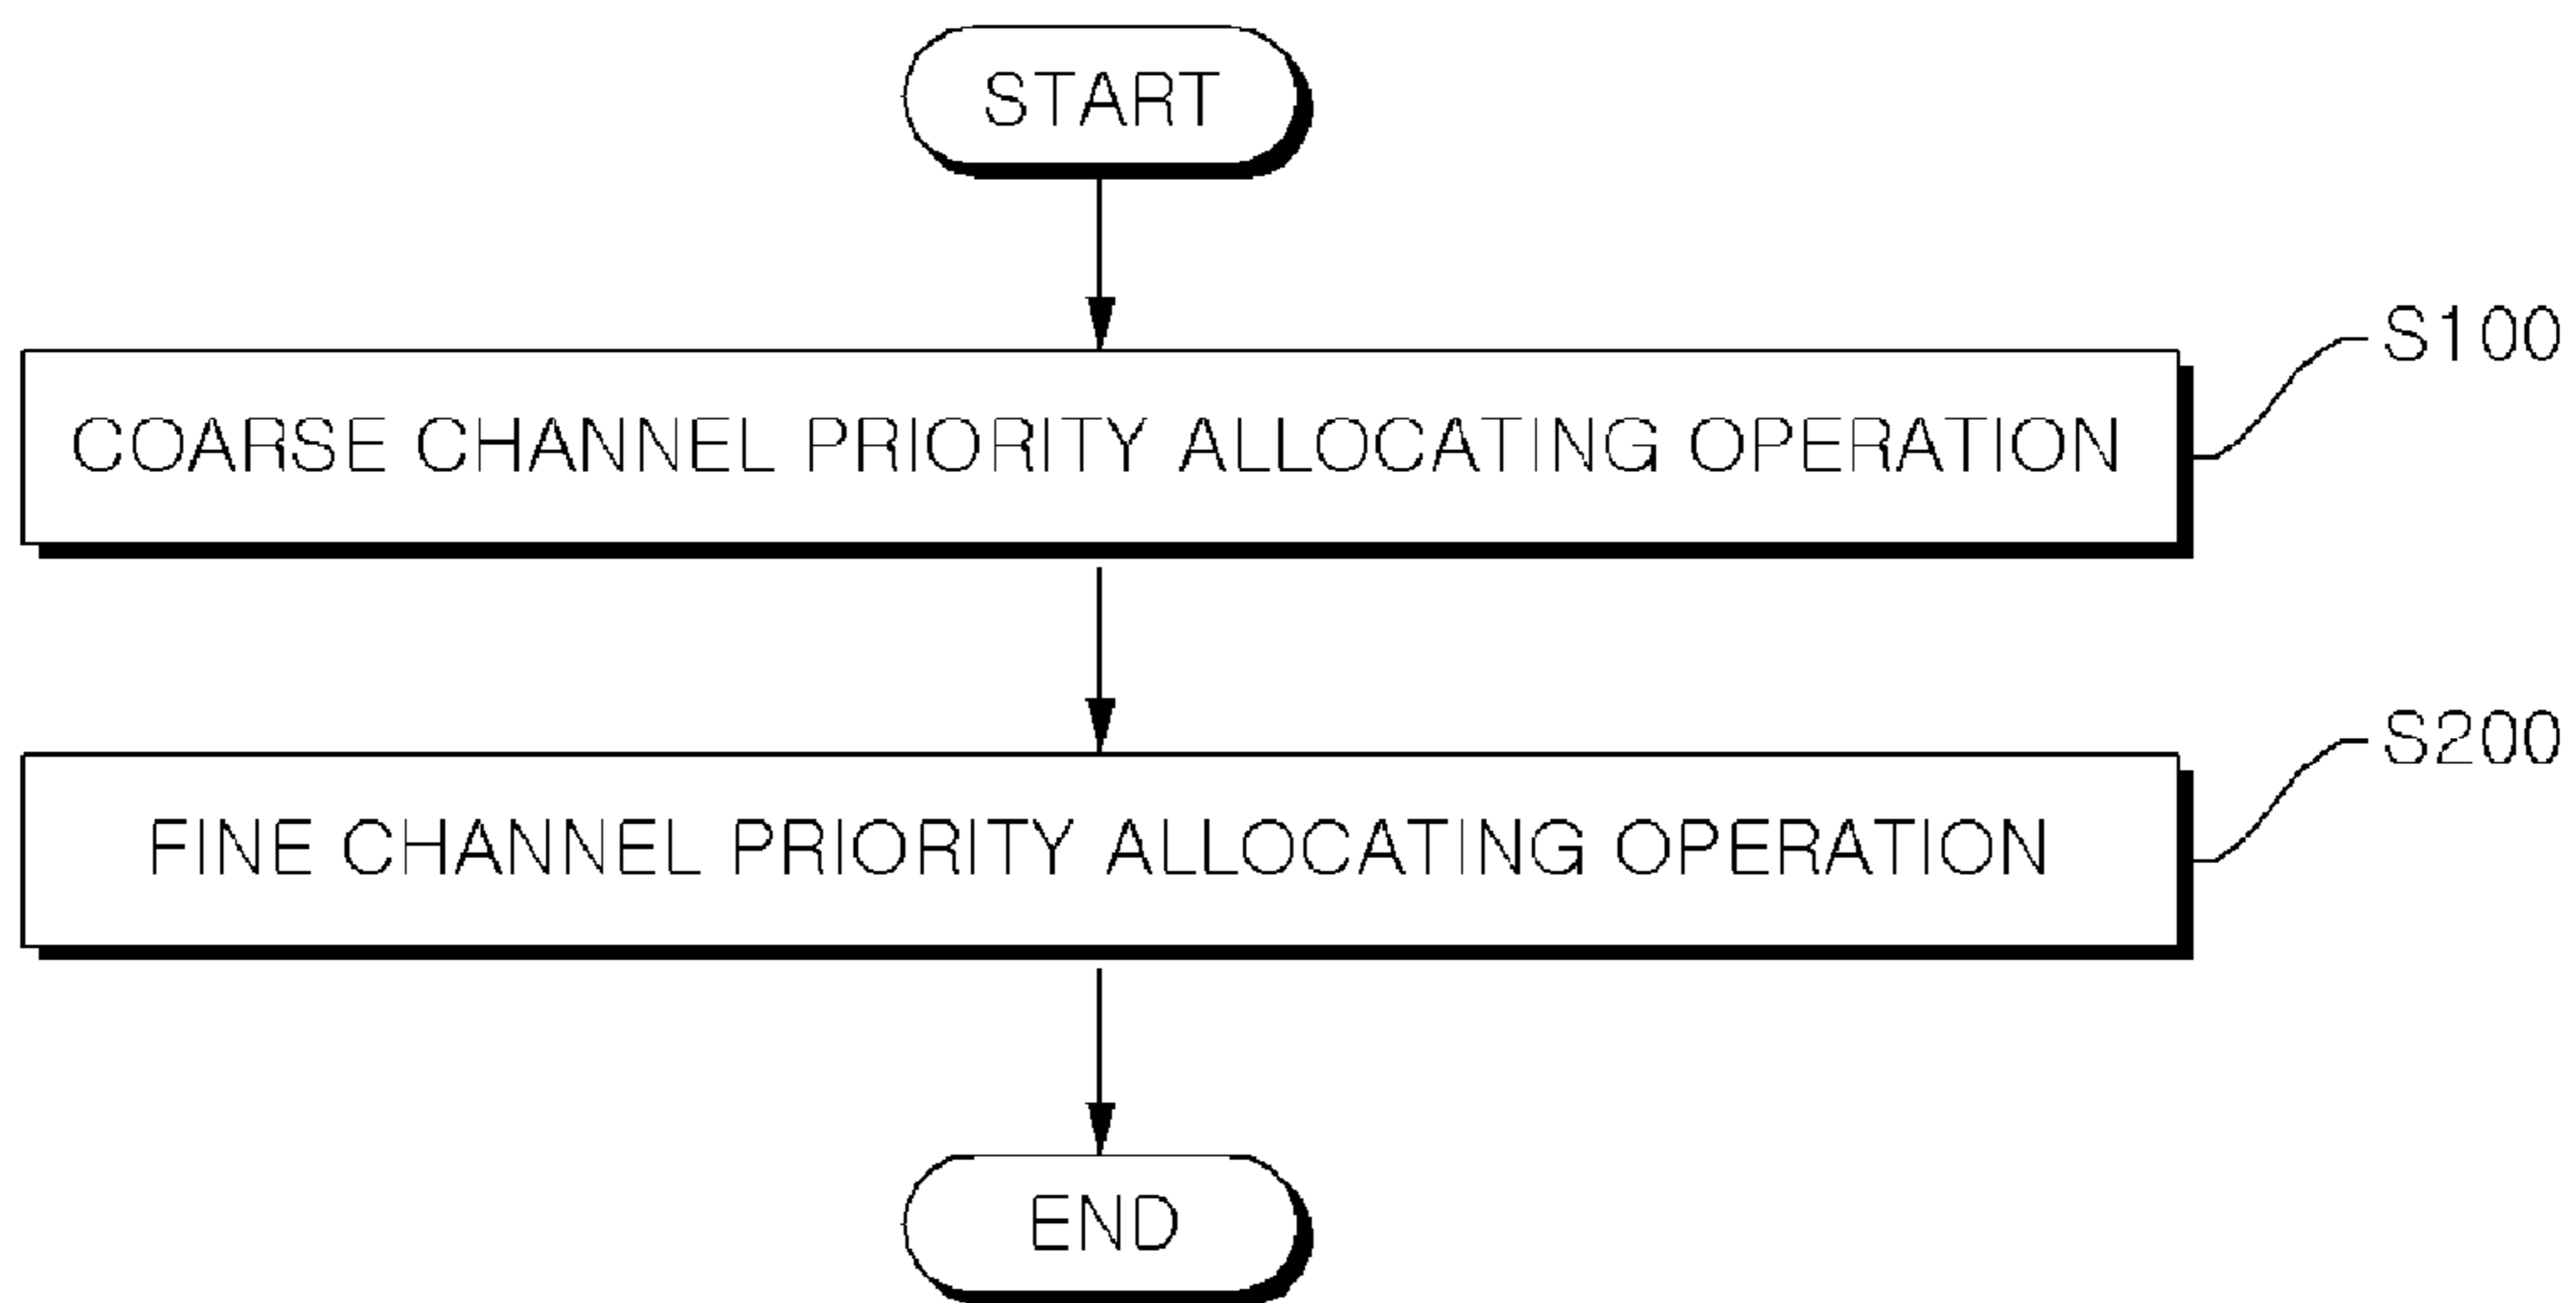 START
S100
COARSE CHANNEL PRIORITY ALLOCATING OPERATION
S200
FINE CHANNEL PRIORITY ALLOCATING OPERATION
END